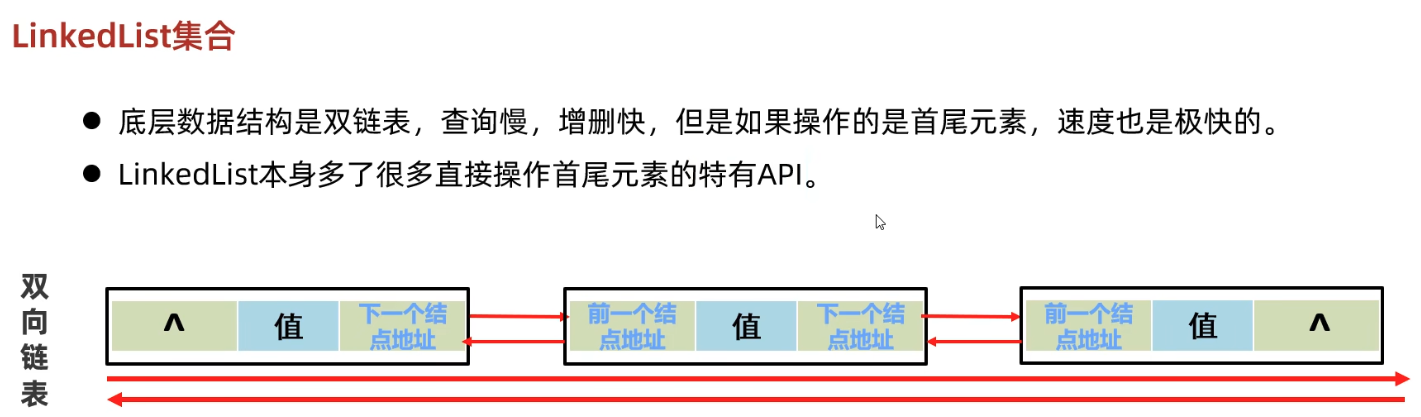 LinkedList集合
● 底层数据结构是双链表，查询慢，增删快，但是如果操作的是首尾元素，速度也是极快的。
● LinkedList本身多了很多直接操作首尾元素的特有API。
双向链表
^ 值 下一个结点地址 前一个结点地址 值 下一个结点地址 前一个结点地址 值 ^